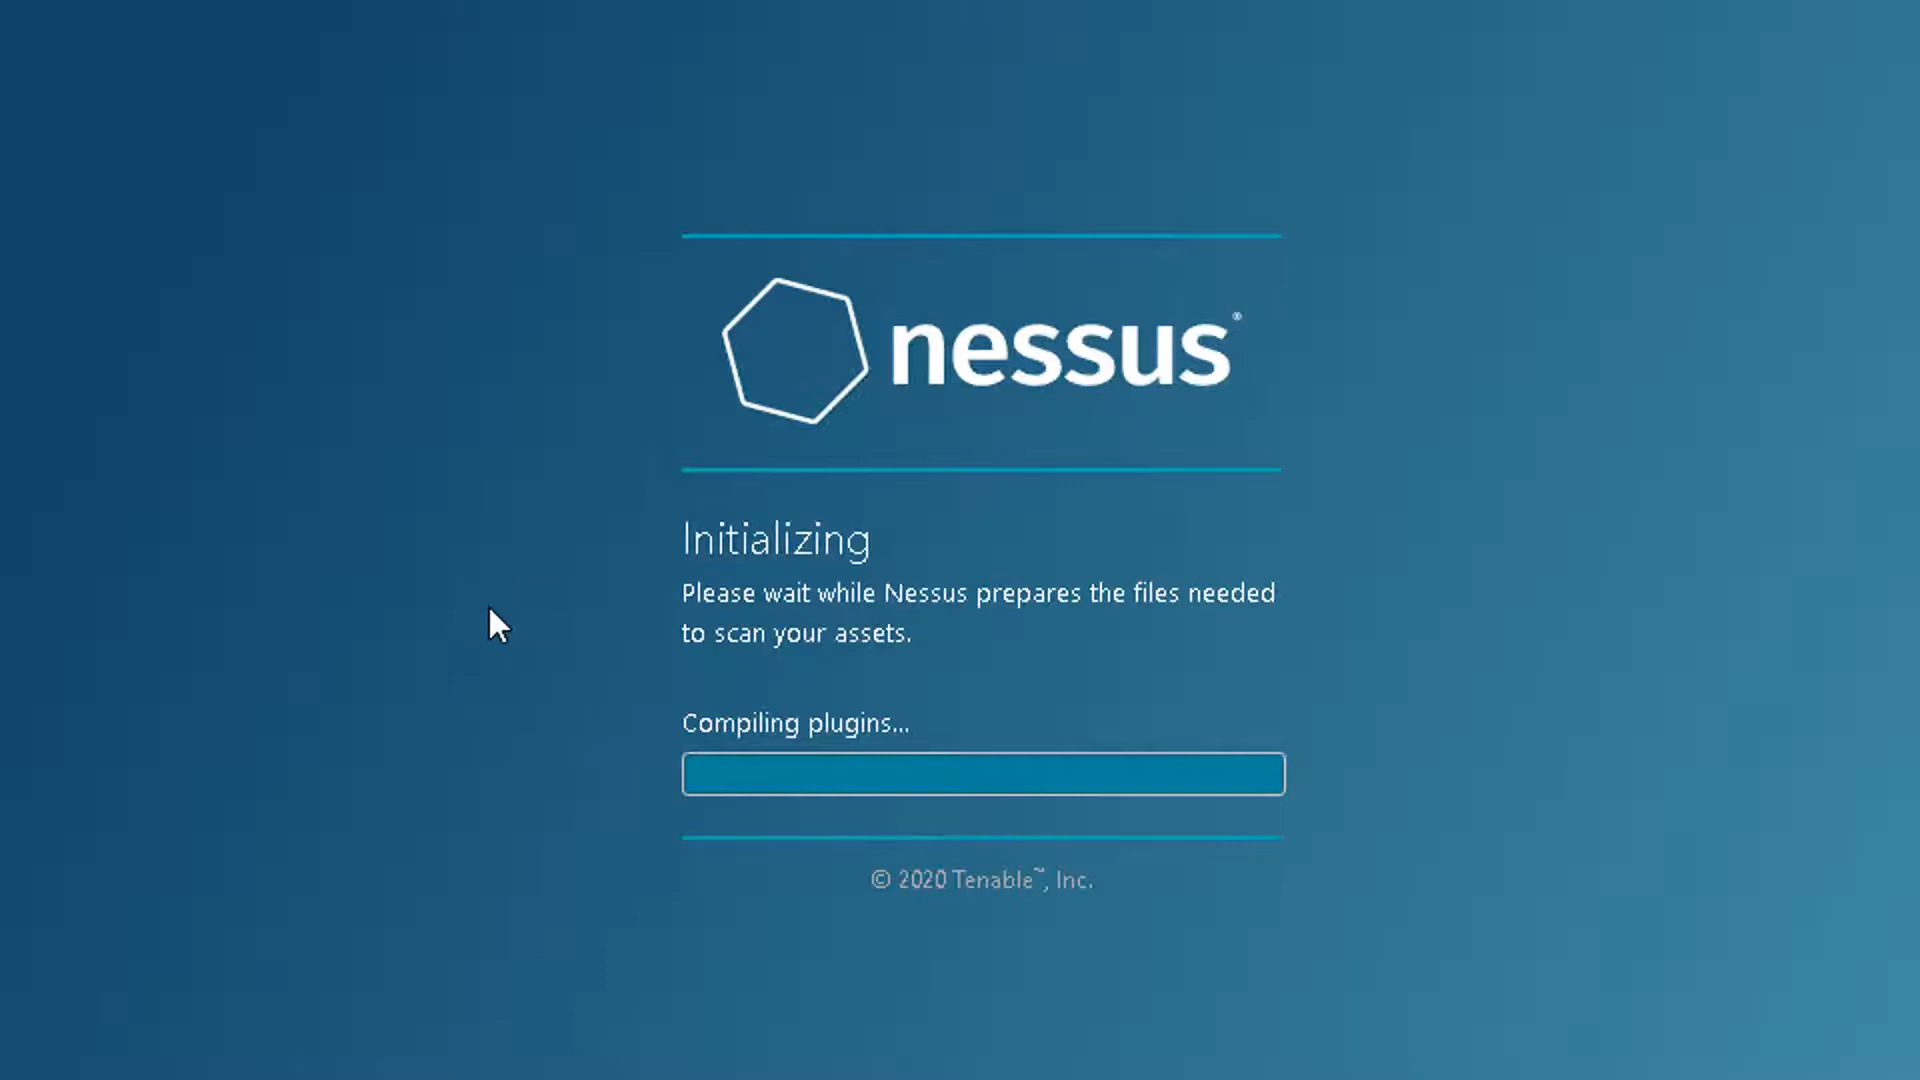 nessus®
Initializing
Please wait while Nessus prepares the files needed
to scan your assets.
Compiling plugins...
© 2020 Tenable™, Inc.